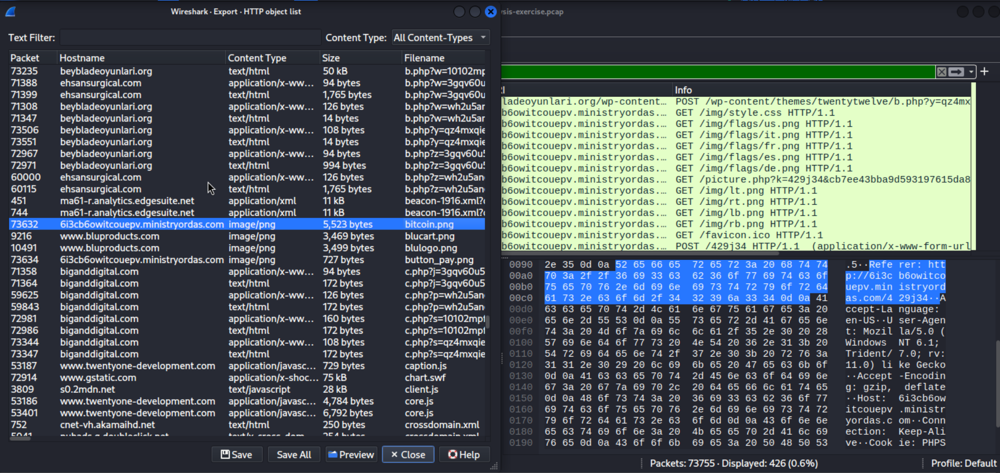 Wireshark · Export · HTTP object list
Text Filter:
Content Type: All Content-Types
Packet Hostname Content Type Size Filename
73235 beybladeoyunlari.org text/html 50 kB b.php?w=10102mp
71388 ehsansurgical.com application/x-ww... 94 bytes b.php?w=3gqv60u
71399 ehsansurgical.com text/html 1,765 bytes b.php?w=3gqv60u
71308 beybladeoyunlari.org application/x-ww... 126 bytes b.php?w=wh2u5ar
71347 beybladeoyunlari.org text/html 14 bytes b.php?w=wh2u5ar
73506 beybladeoyunlari.org application/x-ww... 108 bytes b.php?y=qz4mxqie
73551 beybladeoyunlari.org text/html 14 bytes b.php?y=qz4mxqie
72967 beybladeoyunlari.org application/x-ww... 94 bytes b.php?z=3gqv60u5
72971 beybladeoyunlari.org text/html 994 bytes b.php?z=3gqv60u5
60000 ehsansurgical.com application/x-ww... 126 bytes b.php?z=wh2u5an
60115 ehsansurgical.com text/html 1,765 bytes b.php?z=wh2u5an
451 ma61-r.analytics.edgesuite.net application/xml 11 kB beacon-1916.xml?
744 ma61-r.analytics.edgesuite.net application/xml 11 kB beacon-1916.xml?
73632 6i3cb6owitcouepv.ministryordas.com image/png 5,523 bytes bitcoin.png
9216 www.bluproducts.com image/png 3,469 bytes blucart.png
10491 www.bluproducts.com image/png 3,499 bytes blulogo.png
73634 6i3cb6owitcouepv.ministryordas.com image/png 727 bytes button_pay.png
71358 biganddigital.com application/x-ww... 94 bytes c.php?j=3gqv60u5
71364 biganddigital.com text/html 172 bytes c.php?j=3gqv60u5
59625 biganddigital.com application/x-ww... 126 bytes c.php?p=wh2u5an
59843 biganddigital.com text/html 172 bytes c.php?p=wh2u5an
72981 biganddigital.com application/x-ww... 160 bytes c.php?s=10102mpf
72986 biganddigital.com text/html 172 bytes c.php?s=10102mpf
73344 biganddigital.com application/x-ww... 108 bytes c.php?s=qz4mxqie
73347 biganddigital.com text/html 172 bytes c.php?s=qz4mxqie
53187 www.twentyone-development.com application/javasc... 729 bytes caption.js
72914 www.gstatic.com application/x-shoc... 75 kB chart.swf
3809 s0.2mdn.net text/javascript 28 kB client.js
53186 www.twentyone-development.com application/javasc... 4,784 bytes core.js
53401 www.twentyone-development.com application/javasc... 6,792 bytes core.js
752 cnet-vh.akamaihd.net text/html 250 bytes crossdomain.xml
Save Save All Preview Close Help
sis-exercise.pcap
Info
ladeoyunlari.org/wp-content… POST /wp-content/themes/twentytwelve/b.php?y=qz4mx
b6owitcouepv.ministryordas.… GET /img/style.css HTTP/1.1
b6owitcouepv.ministryordas.… GET /img/flags/us.png HTTP/1.1
b6owitcouepv.ministryordas.… GET /img/flags/it.png HTTP/1.1
b6owitcouepv.ministryordas.… GET /img/flags/fr.png HTTP/1.1
b6owitcouepv.ministryordas.… GET /img/flags/es.png HTTP/1.1
b6owitcouepv.ministryordas.… GET /img/flags/de.png HTTP/1.1
b6owitcouepv.ministryordas.… GET /picture.php?k=429j34&cb7ee43bba9d593197615da8
b6owitcouepv.ministryordas.… GET /img/lt.png HTTP/1.1
b6owitcouepv.ministryordas.… GET /img/rt.png HTTP/1.1
b6owitcouepv.ministryordas.… GET /img/lb.png HTTP/1.1
b6owitcouepv.ministryordas.… GET /img/rb.png HTTP/1.1
b6owitcouepv.ministryordas.… GET /favicon.ico HTTP/1.1
b6owitcouepv.ministryordas.… POST /429j34 HTTP/1.1 (application/x-www-form-url
0090 2e 35 0d 0a 52 65 66 65 72 65 72 3a 20 68 74 74 .5··Refe rer: htt
00a0 70 3a 2f 2f 36 69 33 63 62 36 6f 77 69 74 63 6f p://6i3c b6owitco
00b0 75 65 70 76 2e 6d 69 6e 69 73 74 72 79 6f 72 64 uepv.min istryord
00c0 61 73 2e 63 6f 6d 2f 34 32 39 6a 33 34 0d 0a 41 as.com/4 29j34··A
00d0 63 63 65 70 74 2d 4c 61 6e 67 75 61 67 65 3a 20 ccept-La nguage:
00e0 65 6e 2d 55 53 0d 0a 55 73 65 72 2d 41 67 65 6e en-US··U ser-Agen
00f0 74 3a 20 4d 6f 7a 69 6c 6c 61 2f 35 2e 30 20 28 t: Mozil la/5.0 (
0100 57 69 6e 64 6f 77 73 20 4e 54 20 36 2e 31 3b 20 Windows NT 6.1;
0110 54 72 69 64 65 6e 74 2f 37 2e 30 3b 20 72 76 3a Trident/ 7.0; rv:
0120 31 31 2e 30 29 20 6c 69 6b 65 20 47 65 63 6b 6f 11.0) li ke Gecko
0130 0d 0a 41 63 63 65 70 74 2d 45 6e 63 6f 64 69 6e ··Accept -Encodin
0140 67 3a 20 67 7a 69 70 2c 20 64 65 66 6c 61 74 65 g: gzip, deflate
0150 0d 0a 48 6f 73 74 3a 20 36 69 33 63 62 36 6f 77 ··Host: 6i3cb6ow
0160 69 74 63 6f 75 65 70 76 2e 6d 69 6e 69 73 74 72 itcouepv .ministr
0170 79 6f 72 64 61 73 2e 63 6f 6d 0d 0a 43 6f 6e 6e yordas.c om··Conn
0180 65 63 74 69 6f 6e 3a 20 4b 65 65 70 2d 41 6c 69 ection: Keep-Ali
0190 76 65 0d 0a 43 6f 6f 6b 69 65 3a 20 50 48 50 53 ve··Cook ie: PHPS
Packets: 73755 · Displayed: 426 (0.6%) Profile: Default